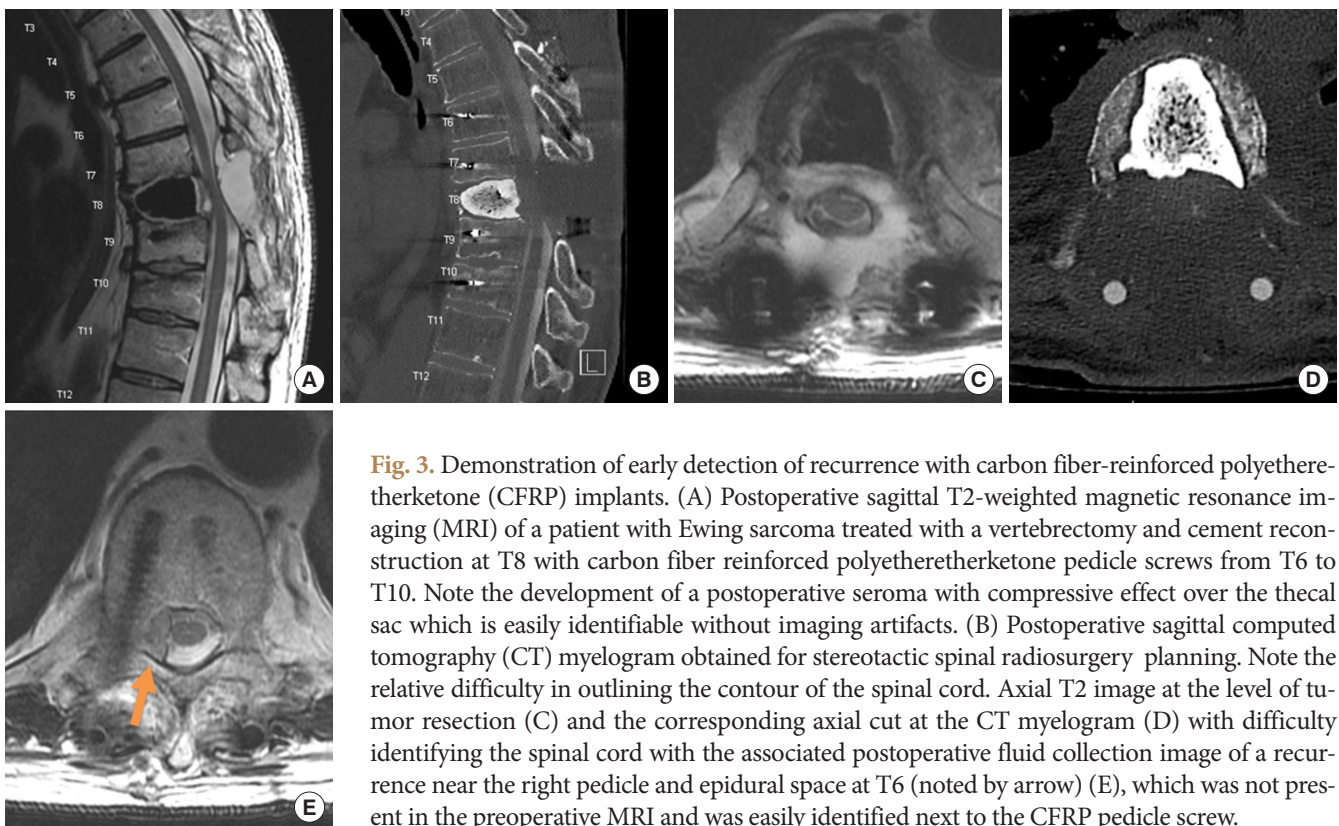 T3
T4
T5
T6
T7
T8
T9
T10
T11
T12
A
T3
T4
T5
T6
T7
T8
T9
T10
T11
T12
L
B
C
D
E
Fig. 3. Demonstration of early detection of recurrence with carbon fiber-reinforced polyethere-
therketone (CFRP) implants. (A) Postoperative sagittal T2-weighted magnetic resonance im-
aging (MRI) of a patient with Ewing sarcoma treated with a vertebrectomy and cement recon-
struction at T8 with carbon fiber reinforced polyetheretherketone pedicle screws from T6 to
T10. Note the development of a postoperative seroma with compressive effect over the thecal
sac which is easily identifiable without imaging artifacts. (B) Postoperative sagittal computed
tomography (CT) myelogram obtained for stereotactic spinal radiosurgery planning. Note the
relative difficulty in outlining the contour of the spinal cord. Axial T2 image at the level of tu-
mor resection (C) and the corresponding axial cut at the CT myelogram (D) with difficulty
identifying the spinal cord with the associated postoperative fluid collection image of a recur-
rence near the right pedicle and epidural space at T6 (noted by arrow) (E), which was not pres-
ent in the preoperative MRI and was easily identified next to the CFRP pedicle screw.